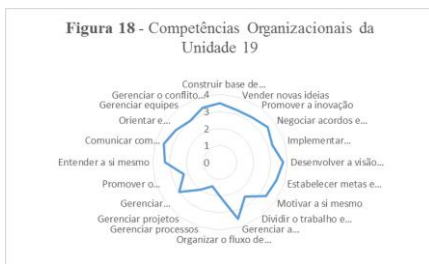 Figura 18 - Competências Organizacionais da
Unidade 19
Construir base de...
Gerenciar o conflito...
4
Vender novas ideias
Gerenciar equipes
3
Promover a inovação
Orientar e...
2
Negociar acordos e...
Comunicar com...
1
Implementar...
Entender a si mesmo
0
Desenvolver a visão...
Promover o...
Estabelecer metas e...
Gerenciar...
Motivar a si mesmo
Gerenciar projetos
Dividir o trabalho e...
Gerenciar processos
Gerenciar a...
Organizar o fluxo de...